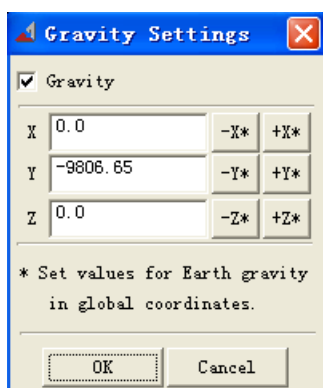 Gravity Settings
Gravity
X 0.0 -X* +X*
Y -9806.65 -Y* +Y*
Z 0.0 -Z* +Z*
* Set values for Earth gravity
in global coordinates.
OK Cancel